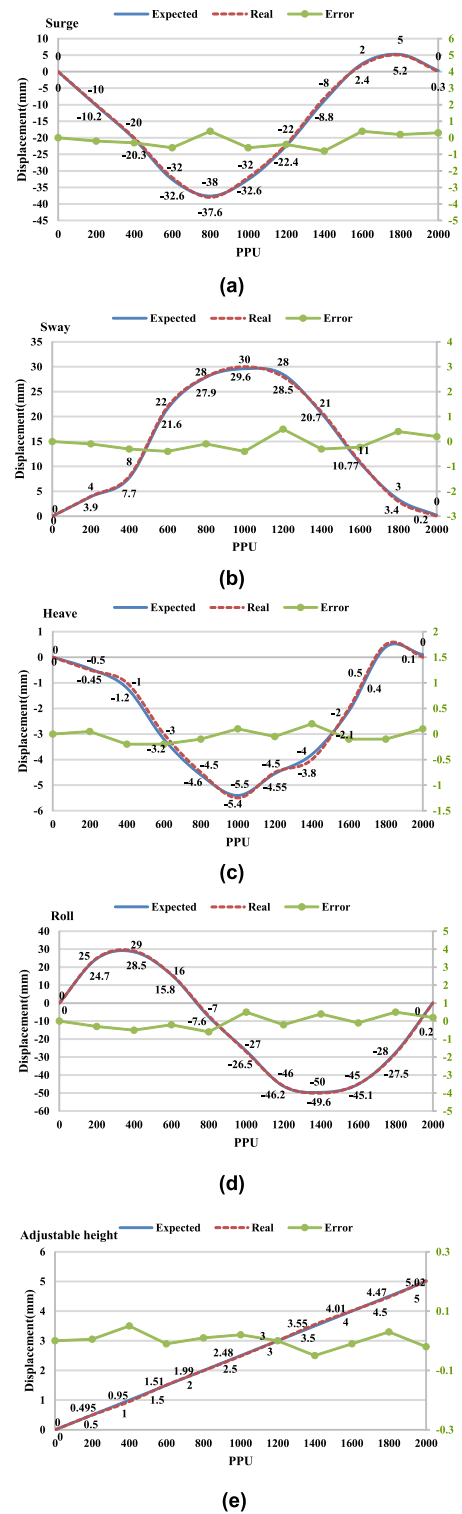 Surge
Expected Real Error
Displacement(mm)
10 6
5 5
0 4
-5 3
-10 2
-15 1
-20 0
-25 -1
-30 -2
-35 -3
-40 -4
-45 -5
0 -10 -20 -32 -38 -32 -22 -8 2 5 0
0 -10.2 -20.3 -32.6 -37.6 -32.6 -22.4 -8.8 2.4 5.2 0.3
0 200 400 600 800 1000 1200 1400 1600 1800 2000
PPU
(a)
Sway
Expected Real Error
Displacement(mm)
35 4
30 3
25 2
20 1
15 0
10 -1
5 -2
0 -3
0 4 8 22 28 30 28 21 11 3 0
0 3.9 7.7 21.6 27.9 29.6 28.5 20.7 10.77 3.4 0.2
0 200 400 600 800 1000 1200 1400 1600 1800 2000
PPU
(b)
Heave
Expected Real Error
Displacement(mm)
1 2
0 1.5
-1 1
-2 0.5
-3 0
-4 -0.5
-5 -1
-6 -1.5
0 -0.5 -1 -3 -4.5 -5.5 -4.5 -4 -2 0.5 0
0 -0.45 -1.2 -3.2 -4.6 -5.4 -4.55 -3.8 -2.1 0.4 0.1
0 200 400 600 800 1000 1200 1400 1600 1800 2000
PPU
(c)
Roll
Expected Real Error
Displacement(mm)
40 5
30 4
20 3
10 2
0 1
-10 0
-20 -1
-30 -2
-40 -3
-50 -4
-60 -5
0 25 29 16 -7 -27 -46 -50 -45 -28 0
0 24.7 28.5 15.8 -7.6 -26.5 -46.2 -49.6 -45.1 -27.5 0.2
0 200 400 600 800 1000 1200 1400 1600 1800 2000
PPU
(d)
Expected Real Error
Adjustable height
Displacement(mm)
6 0.3
5
4 0.1
3
2 -0.1
1
0 -0.3
0 0.495 0.95 1.51 1.99 2.48 3 3.55 4.01 4.47 5.02
0 0.5 1 1.5 2 2.5 3 3.5 4 4.5 5
0 200 400 600 800 1000 1200 1400 1600 1800 2000
PPU
(e)